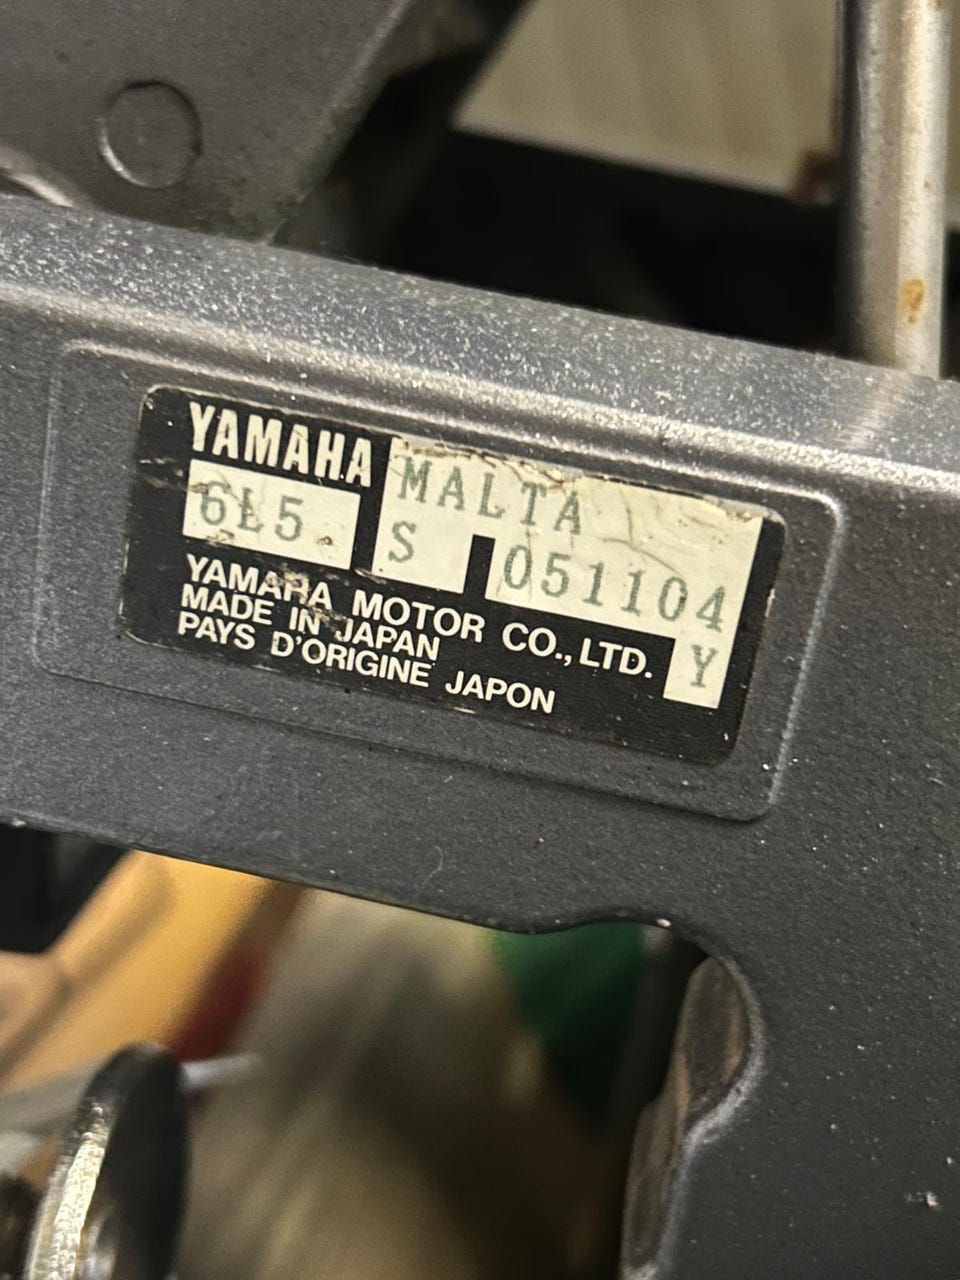 YAMAHA MALTA
6L5 S 051104
Y
YAMAHA MOTOR CO., LTD.
MADE IN JAPAN
PAYS D'ORIGINE JAPON